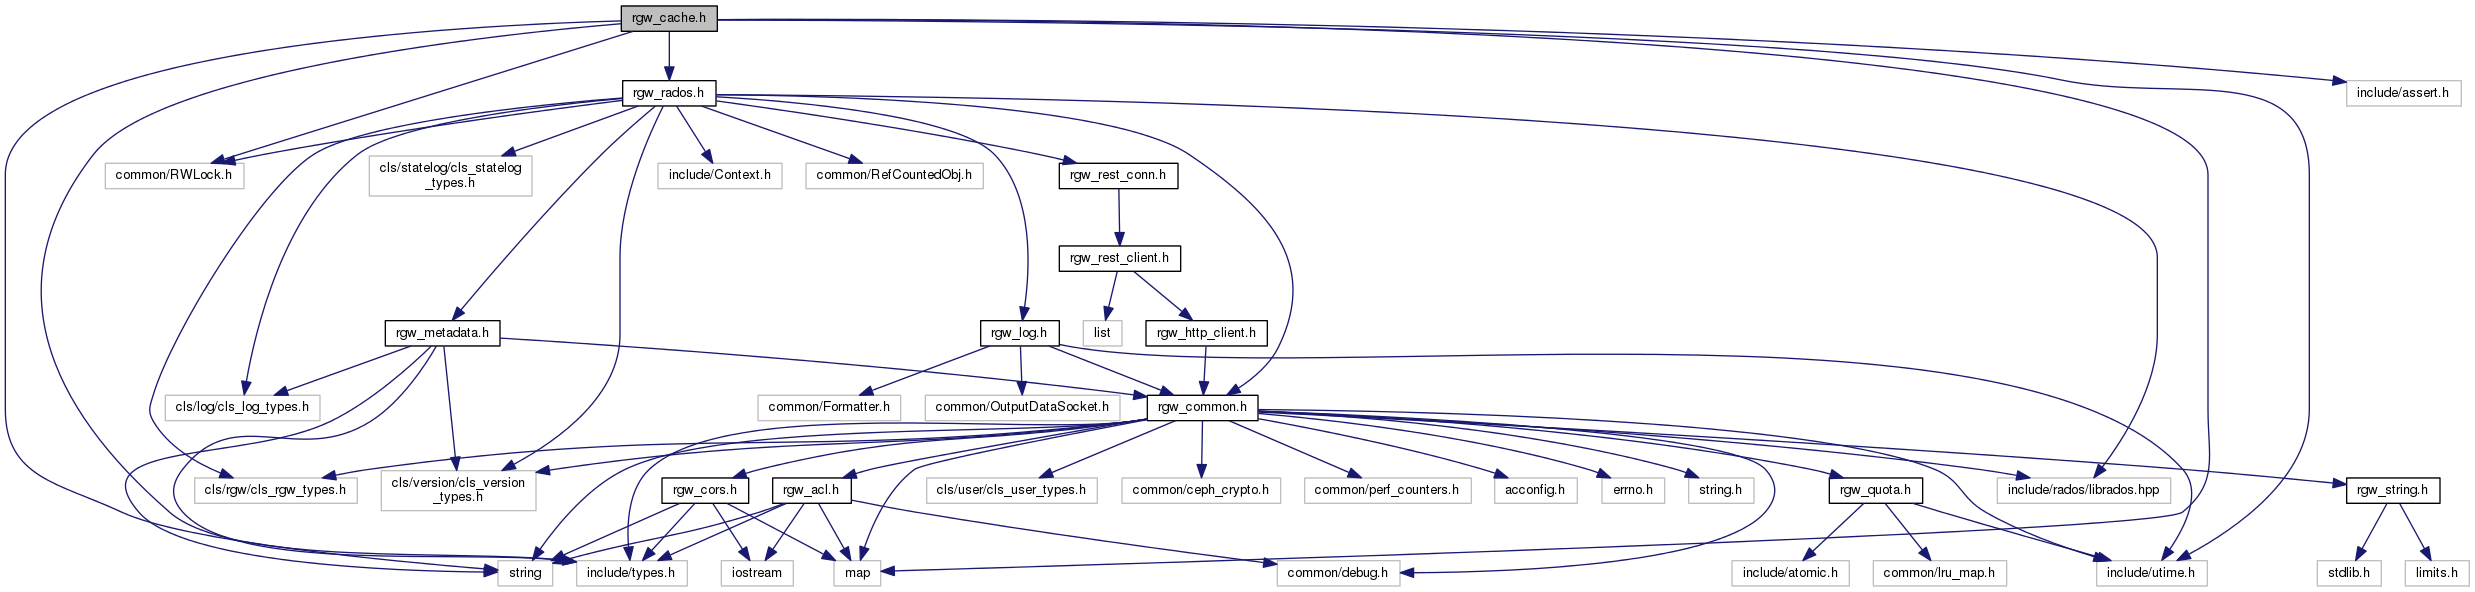 rgw_cache.h
rgw_rados.h
include/assert.h
common/RWLock.h
cls/statelog/cls_statelog
_types.h
include/Context.h
common/RefCountedObj.h
rgw_rest_conn.h
rgw_rest_client.h
rgw_metadata.h
rgw_log.h
list
rgw_http_client.h
cls/log/cls_log_types.h
common/Formatter.h
common/OutputDataSocket.h
rgw_common.h
cls/rgw/cls_rgw_types.h
cls/version/cls_version
_types.h
rgw_cors.h
rgw_acl.h
cls/user/cls_user_types.h
common/ceph_crypto.h
common/perf_counters.h
acconfig.h
errno.h
string.h
rgw_quota.h
include/rados/librados.hpp
rgw_string.h
string
include/types.h
iostream
map
common/debug.h
include/atomic.h
common/lru_map.h
include/utime.h
stdlib.h
limits.h